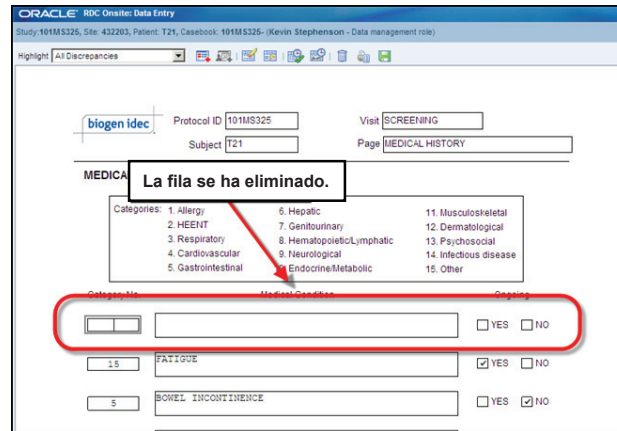 ORACLE RDC Onsite: Data Entry
Study:101MS325, Site: 432203, Patient: T21, Casebook: 101MS325- (Kevin Stephenson - Data management role)
Highlight All Discrepancies
biogen idec Protocol ID 101MS325 Visit SCREENING
Subject T21 Page MEDICAL HISTORY
MEDICA
La fila se ha eliminado.
Categories: 1. Allergy 6. Hepatic 11. Musculoskeletal
2. HEENT 7. Genitourinary 12. Dermatological
3. Respiratory 8. Hematopoietic/Lymphatic 13. Psychosocial
4. Cardiovascular 9. Neurological 14. Infectious disease
5. Gastrointestinal Endocrine/Metabolic 15. Other
Category No. Medical Condition Ongoing
YES NO
15 FATIGUE YES NO
5 BOWEL INCONTINENCE YES NO